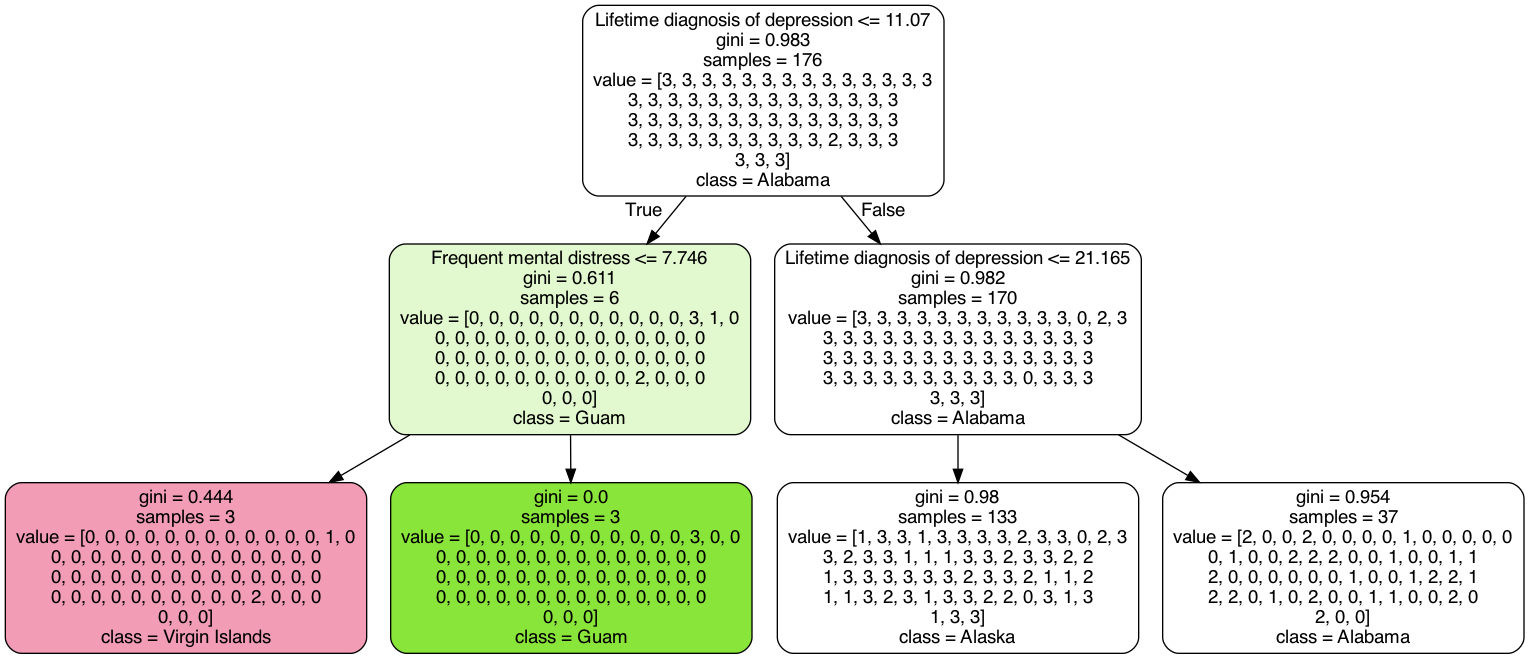 Lifetime diagnosis of depression <= 11.07
gini = 0.983
samples = 176
value = [3, 3, 3, 3, 3, 3, 3, 3, 3, 3, 3, 3, 3, 3
3, 3, 3, 3, 3, 3, 3, 3, 3, 3, 3, 3, 3, 3
3, 3, 3, 3, 3, 3, 3, 3, 3, 3, 3, 3, 3, 3
3, 3, 3, 3, 3, 3, 3, 3, 3, 3, 2, 3, 3, 3
3, 3, 3]
class = Alabama
True
False
Frequent mental distress <= 7.746
gini = 0.611
samples = 6
value = [0, 0, 0, 0, 0, 0, 0, 0, 0, 0, 0, 3, 1, 0
0, 0, 0, 0, 0, 0, 0, 0, 0, 0, 0, 0, 0, 0
0, 0, 0, 0, 0, 0, 0, 0, 0, 0, 0, 0, 0, 0
0, 0, 0, 0, 0, 0, 0, 0, 0, 0, 2, 0, 0, 0
0, 0, 0]
class = Guam
Lifetime diagnosis of depression <= 21.165
gini = 0.982
samples = 170
value = [3, 3, 3, 3, 3, 3, 3, 3, 3, 3, 3, 0, 2, 3
3, 3, 3, 3, 3, 3, 3, 3, 3, 3, 3, 3, 3, 3
3, 3, 3, 3, 3, 3, 3, 3, 3, 3, 3, 3, 3, 3
3, 3, 3, 3, 3, 3, 3, 3, 3, 3, 0, 3, 3, 3
3, 3, 3]
class = Alabama
gini = 0.444
samples = 3
value = [0, 0, 0, 0, 0, 0, 0, 0, 0, 0, 0, 0, 1, 0
0, 0, 0, 0, 0, 0, 0, 0, 0, 0, 0, 0, 0, 0
0, 0, 0, 0, 0, 0, 0, 0, 0, 0, 0, 0, 0, 0
0, 0, 0, 0, 0, 0, 0, 0, 0, 0, 2, 0, 0, 0
0, 0, 0]
class = Virgin Islands
gini = 0.0
samples = 3
value = [0, 0, 0, 0, 0, 0, 0, 0, 0, 0, 0, 3, 0, 0
0, 0, 0, 0, 0, 0, 0, 0, 0, 0, 0, 0, 0, 0
0, 0, 0, 0, 0, 0, 0, 0, 0, 0, 0, 0, 0, 0
0, 0, 0, 0, 0, 0, 0, 0, 0, 0, 0, 0, 0, 0
0, 0, 0]
class = Guam
gini = 0.98
samples = 133
value = [1, 3, 3, 1, 3, 3, 3, 3, 2, 3, 3, 0, 2, 3
3, 2, 3, 3, 1, 1, 1, 3, 3, 2, 3, 3, 2, 2
1, 3, 3, 3, 3, 3, 3, 2, 3, 3, 2, 1, 1, 2
1, 1, 3, 2, 3, 1, 3, 3, 2, 2, 0, 3, 1, 3
1, 3, 3]
class = Alaska
gini = 0.954
samples = 37
value = [2, 0, 0, 2, 0, 0, 0, 0, 1, 0, 0, 0, 0, 0
0, 1, 0, 0, 2, 2, 2, 0, 0, 1, 0, 0, 1, 1
2, 0, 0, 0, 0, 0, 0, 1, 0, 0, 1, 2, 2, 1
2, 2, 0, 1, 0, 2, 0, 0, 1, 1, 0, 0, 2, 0
2, 0, 0]
class = Alabama